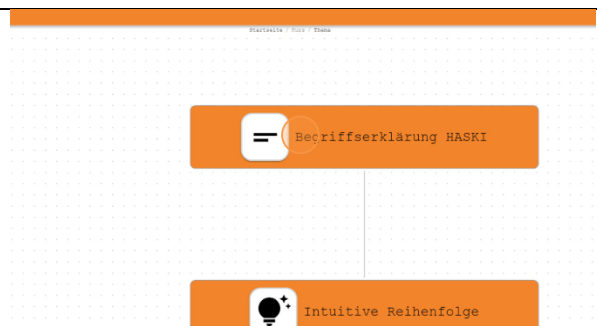 Startseite / Kurs / Thema
Begriffserklärung HASKI
Intuitive Reihenfolge